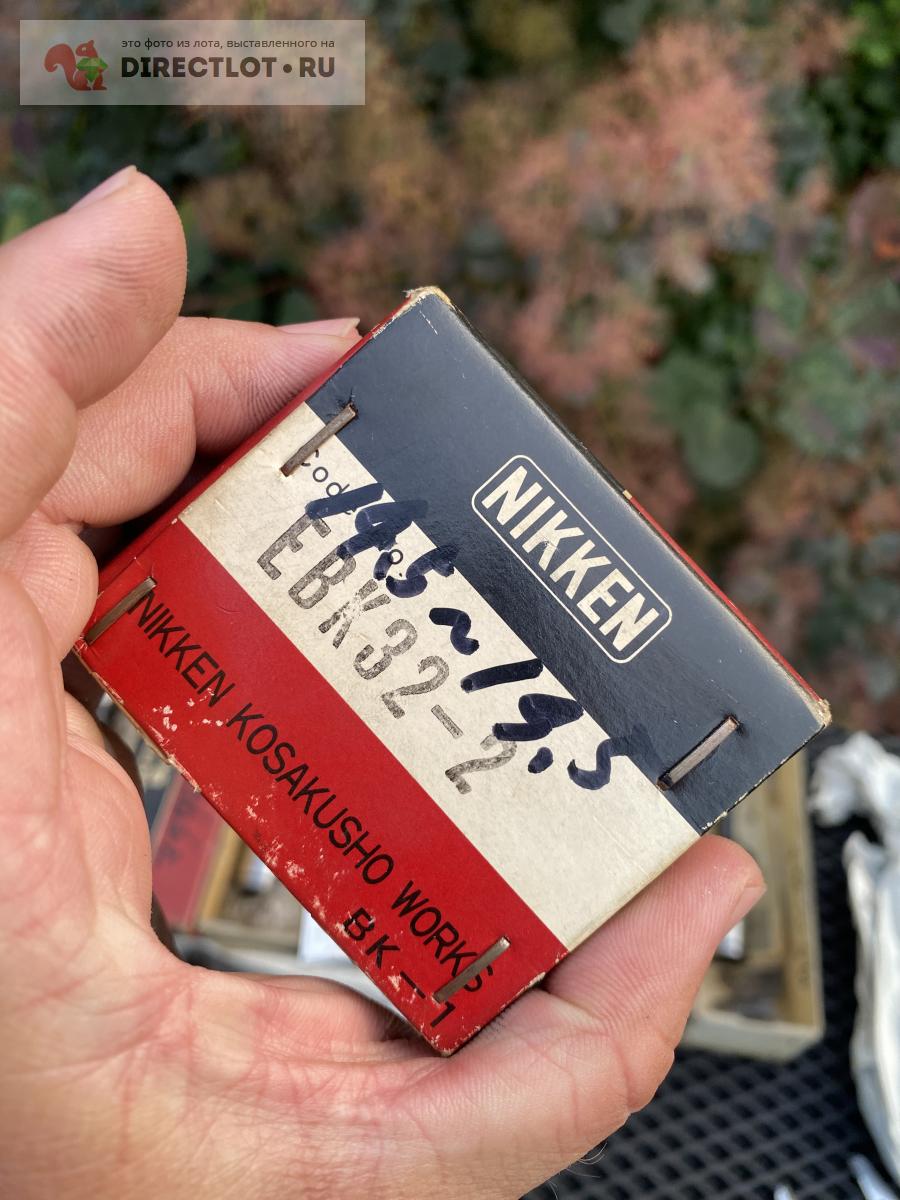 это фото из лота, выставленного на
DIRECTLOT•RU
NIKKEN
Code No.
14.5~19.5
EBK32-2
NIKKEN KOSAKUSHO WORKS
BK-1